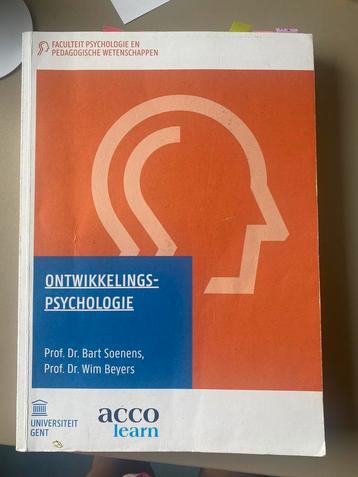 FACULTEIT PSYCHOLOGIE EN
PEDAGOGISCHE WETENSCHAPPEN
ONTWIKKELINGS-
PSYCHOLOGIE
Prof. Dr. Bart Soenens,
Prof. Dr. Wim Beyers
UNIVERSITEIT
GENT
acco
learn